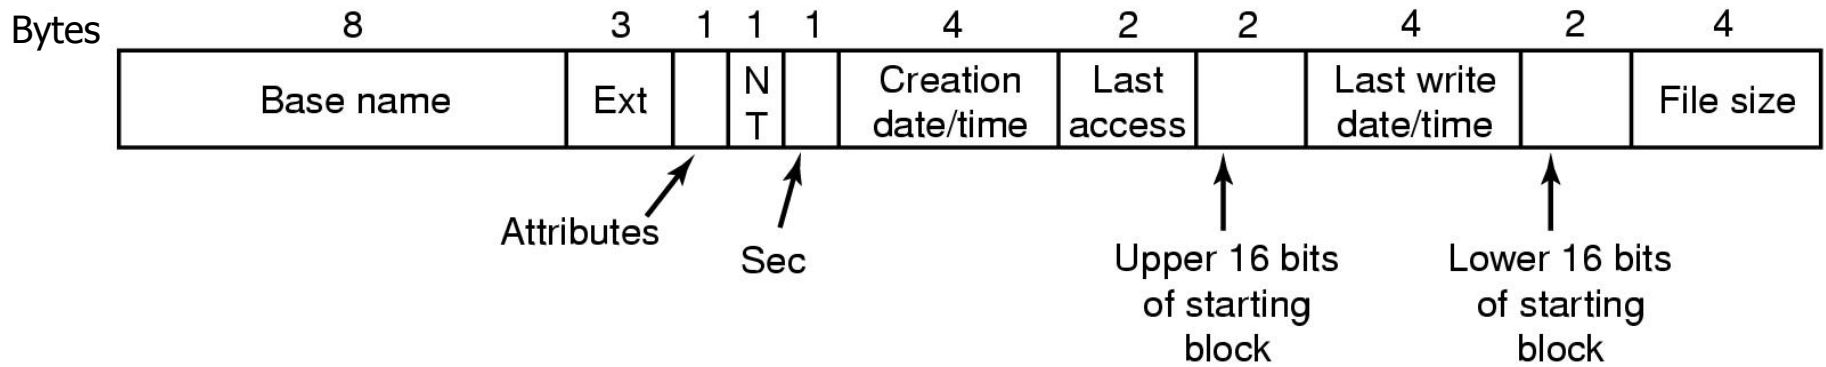 Bytes 8 3 1 1 1 4 2 2 4 2 4
Base name Ext N T Creation date/time Last access Last write date/time File size
Attributes
Sec
Upper 16 bits
of starting
block
Lower 16 bits
of starting
block